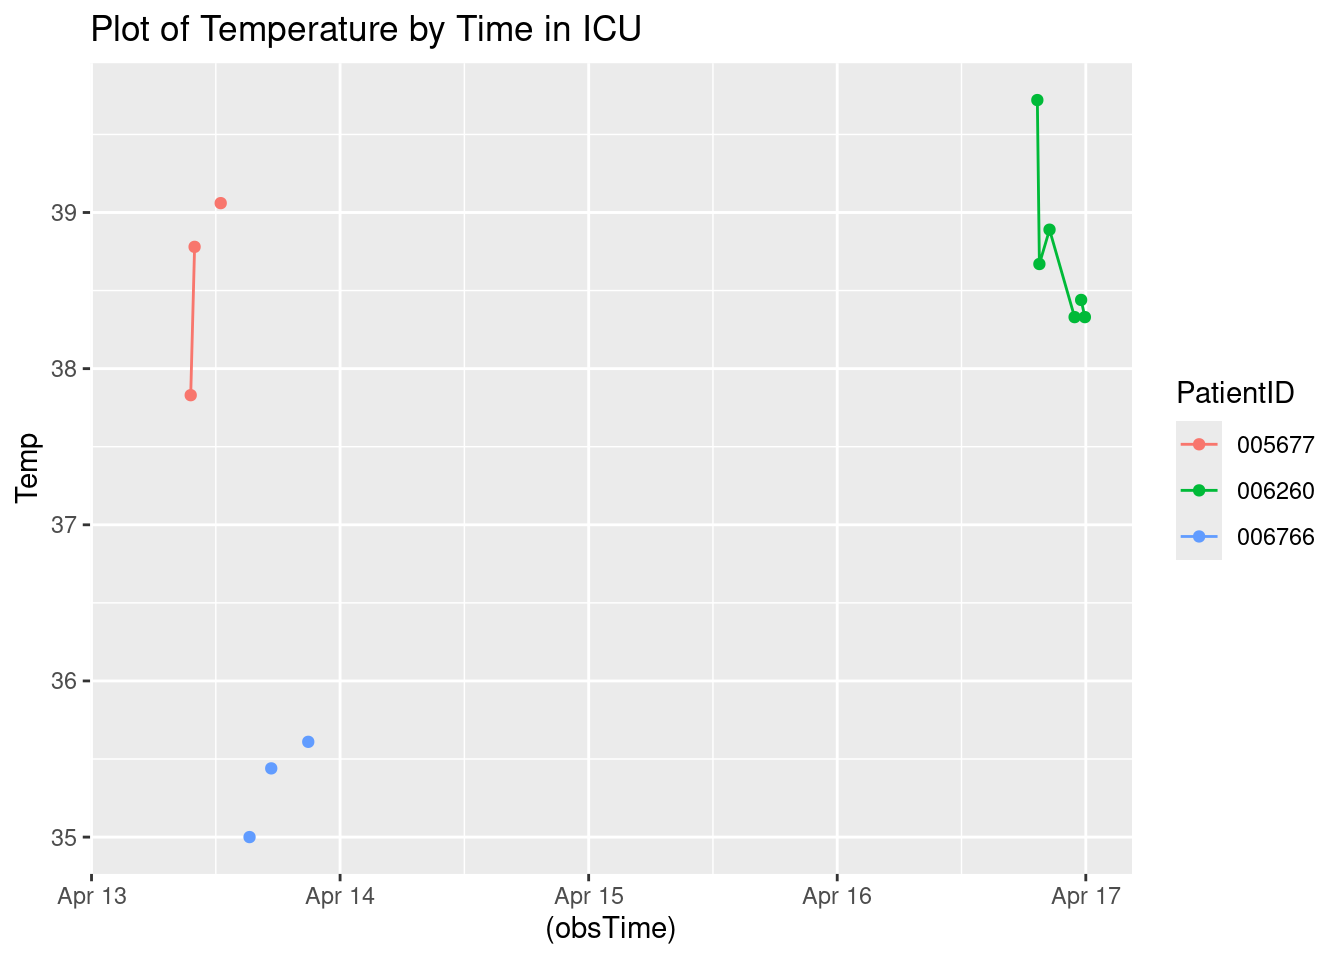 Plot of Temperature by Time in ICU
39
38
37
36
35
Temp
Apr 13 Apr 14 Apr 15 Apr 16 Apr 17
(obsTime)
PatientID
005677
006260
006766